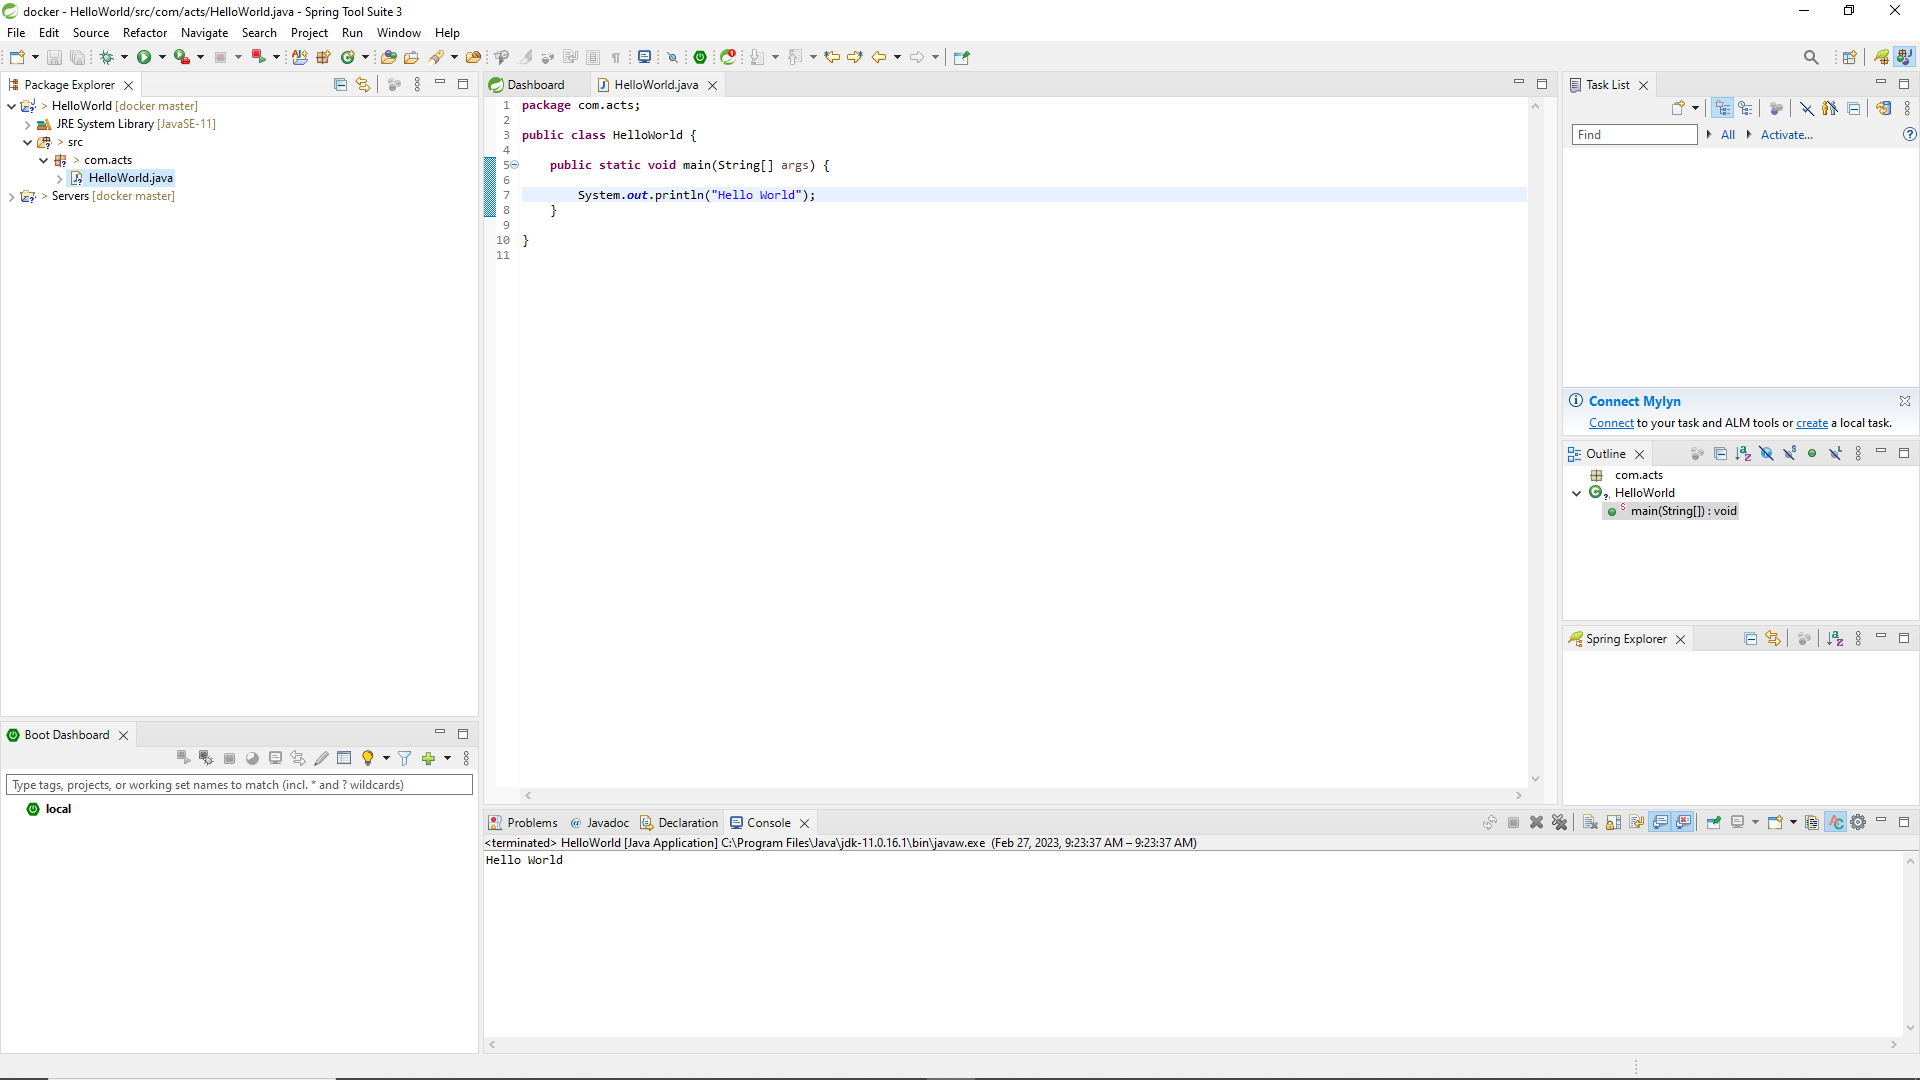 docker - HelloWorld/src/com/acts/HelloWorld.java - Spring Tool Suite 3
File Edit Source Refactor Navigate Search Project Run Window Help
Package Explorer
> HelloWorld [docker master]
JRE System Library [JavaSE-11]
> src
> com.acts
HelloWorld.java
> Servers [docker master]
Boot Dashboard
Type tags, projects, or working set names to match (incl. * and ? wildcards)
local
Dashboard HelloWorld.java
1 package com.acts;
2
3 public class HelloWorld {
4
5 public static void main(String[] args) {
6
7 System.out.println("Hello World");
8 }
9
10 }
11
Problems @ Javadoc Declaration Console
<terminated> HelloWorld [Java Application] C:\Program Files\Java\jdk-11.0.16.1\bin\javaw.exe (Feb 27, 2023, 9:23:37 AM – 9:23:37 AM)
Hello World
Task List
Find All Activate...
Connect Mylyn
Connect to your task and ALM tools or create a local task.
Outline
com.acts
HelloWorld
main(String[]) : void
Spring Explorer